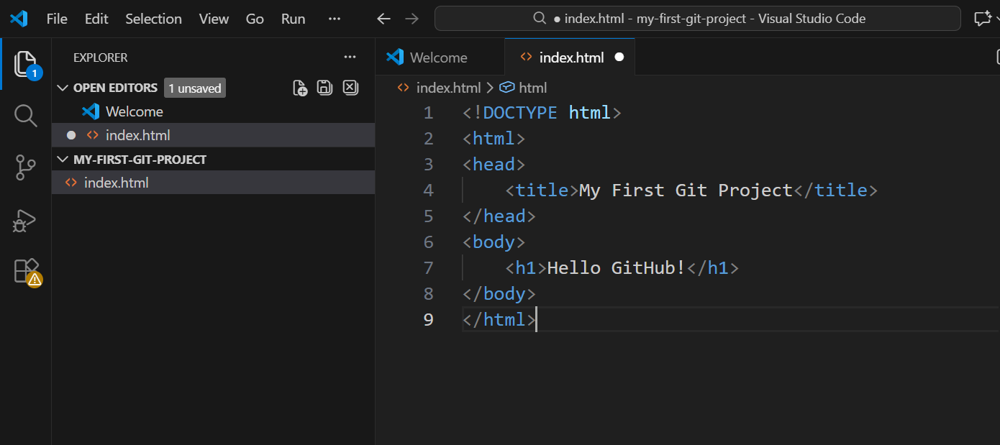 File Edit Selection View Go Run ··· ← → ● index.html - my-first-git-project - Visual Studio Code
EXPLORER ···
OPEN EDITORS 1 unsaved
Welcome
● index.html
MY-FIRST-GIT-PROJECT
index.html
1
Welcome <> index.html ●
<> index.html > html
1 <!DOCTYPE html>
2 <html>
3 <head>
4     <title>My First Git Project</title>
5 </head>
6 <body>
7     <h1>Hello GitHub!</h1>
8 </body>
9 </html>